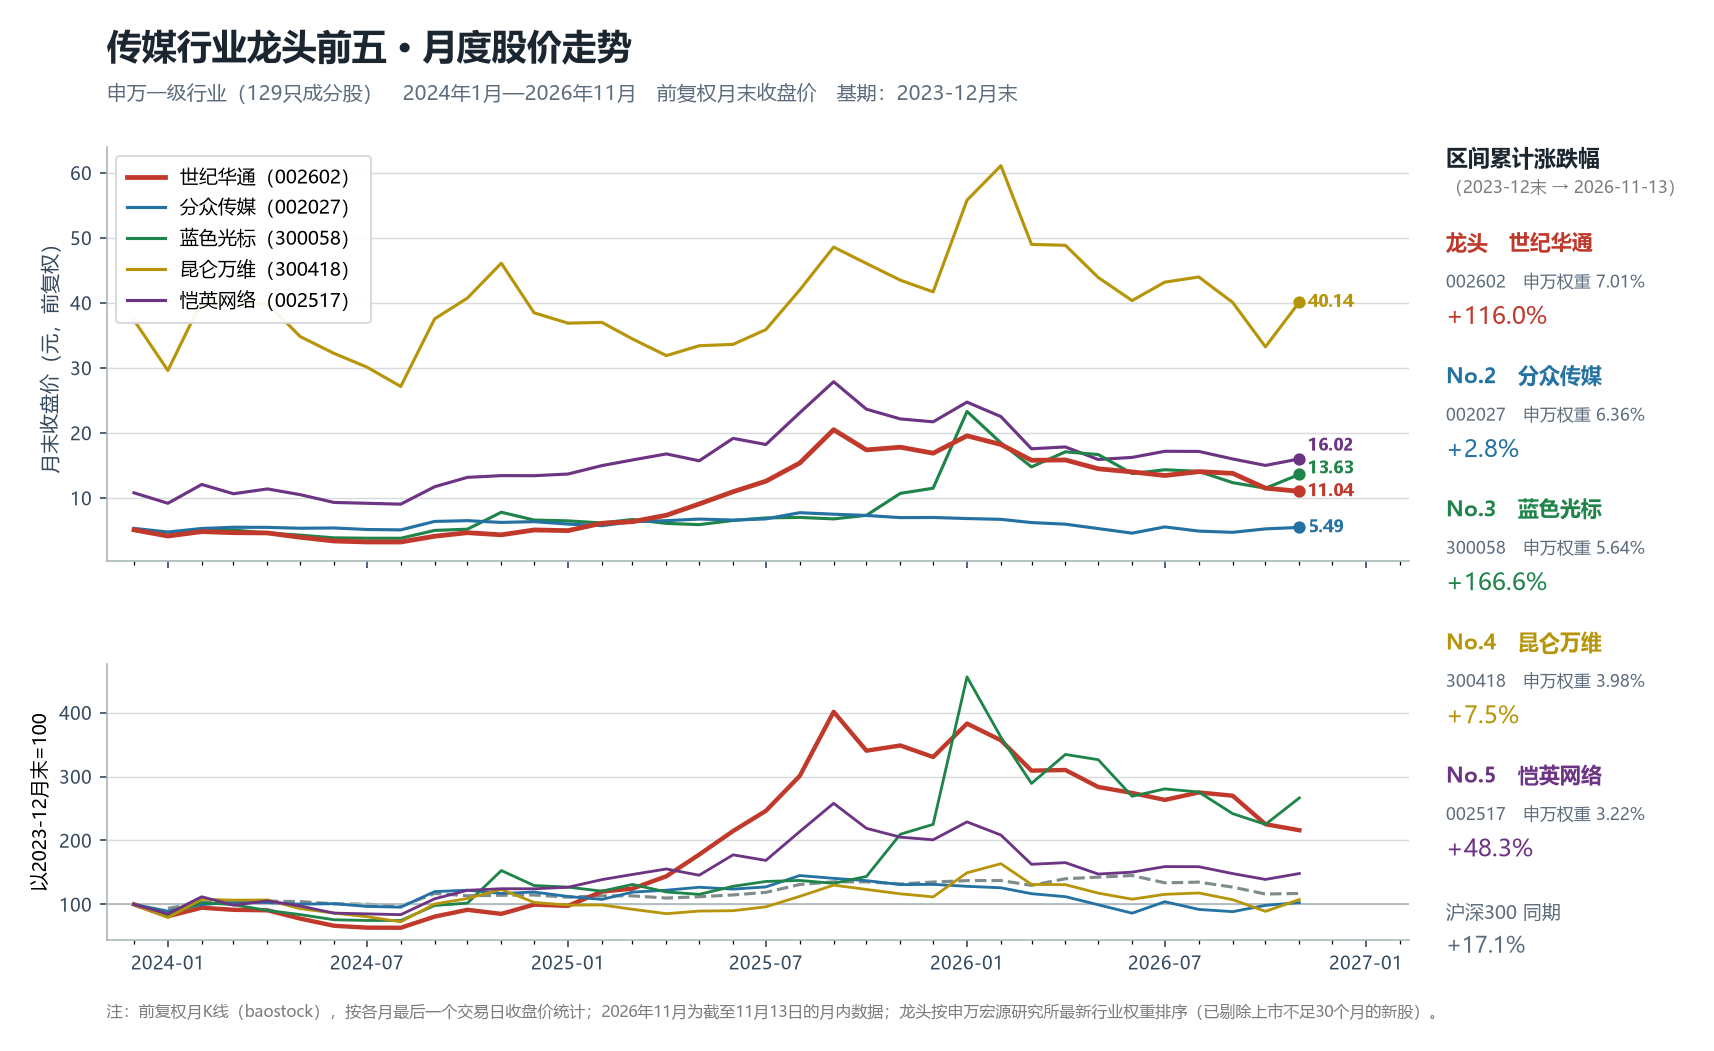 传媒行业龙头前五 · 月度股价走势
申万一级行业（129只成分股） 2024年1月—2026年11月 前复权月末收盘价 基期：2023-12月末
月末收盘价（元，前复权）
60
50
40
30
20
10
世纪华通（002602）
分众传媒（002027）
蓝色光标（300058）
昆仑万维（300418）
恺英网络（002517）
40.14
16.02
13.63
11.04
5.49
以2023-12月末=100
400
300
200
100
2024-01 2024-07 2025-01 2025-07 2026-01 2026-07 2027-01
区间累计涨跌幅
（2023-12末 → 2026-11-13）
龙头 世纪华通
002602 申万权重 7.01%
+116.0%
No.2 分众传媒
002027 申万权重 6.36%
+2.8%
No.3 蓝色光标
300058 申万权重 5.64%
+166.6%
No.4 昆仑万维
300418 申万权重 3.98%
+7.5%
No.5 恺英网络
002517 申万权重 3.22%
+48.3%
沪深300 同期
+17.1%
注：前复权月K线（baostock），按各月最后一个交易日收盘价统计；2026年11月为截至11月13日的月内数据；龙头按申万宏源研究所最新行业权重排序（已剔除上市不足30个月的新股）。